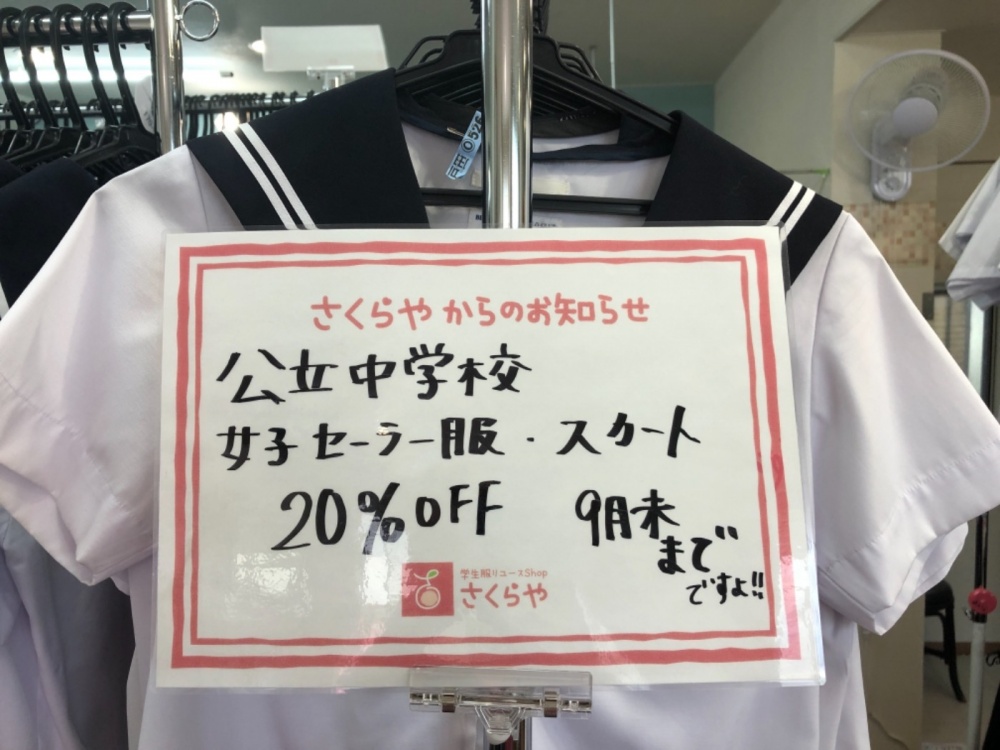 さくらやからのお知らせ
公立中学校
女子セーラー服・スカート
20%OFF 9月末
まで
ですよ!!
学生服リユースShop
さくらや